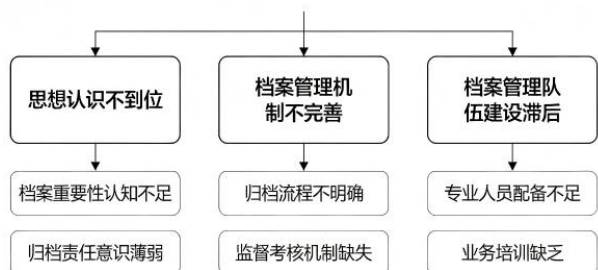 思想认识不到位
档案管理机
制不完善
档案管理队
伍建设滞后
档案重要性认知不足
归档流程不明确
专业人员配备不足
归档责任意识薄弱
监督考核机制缺失
业务培训缺乏